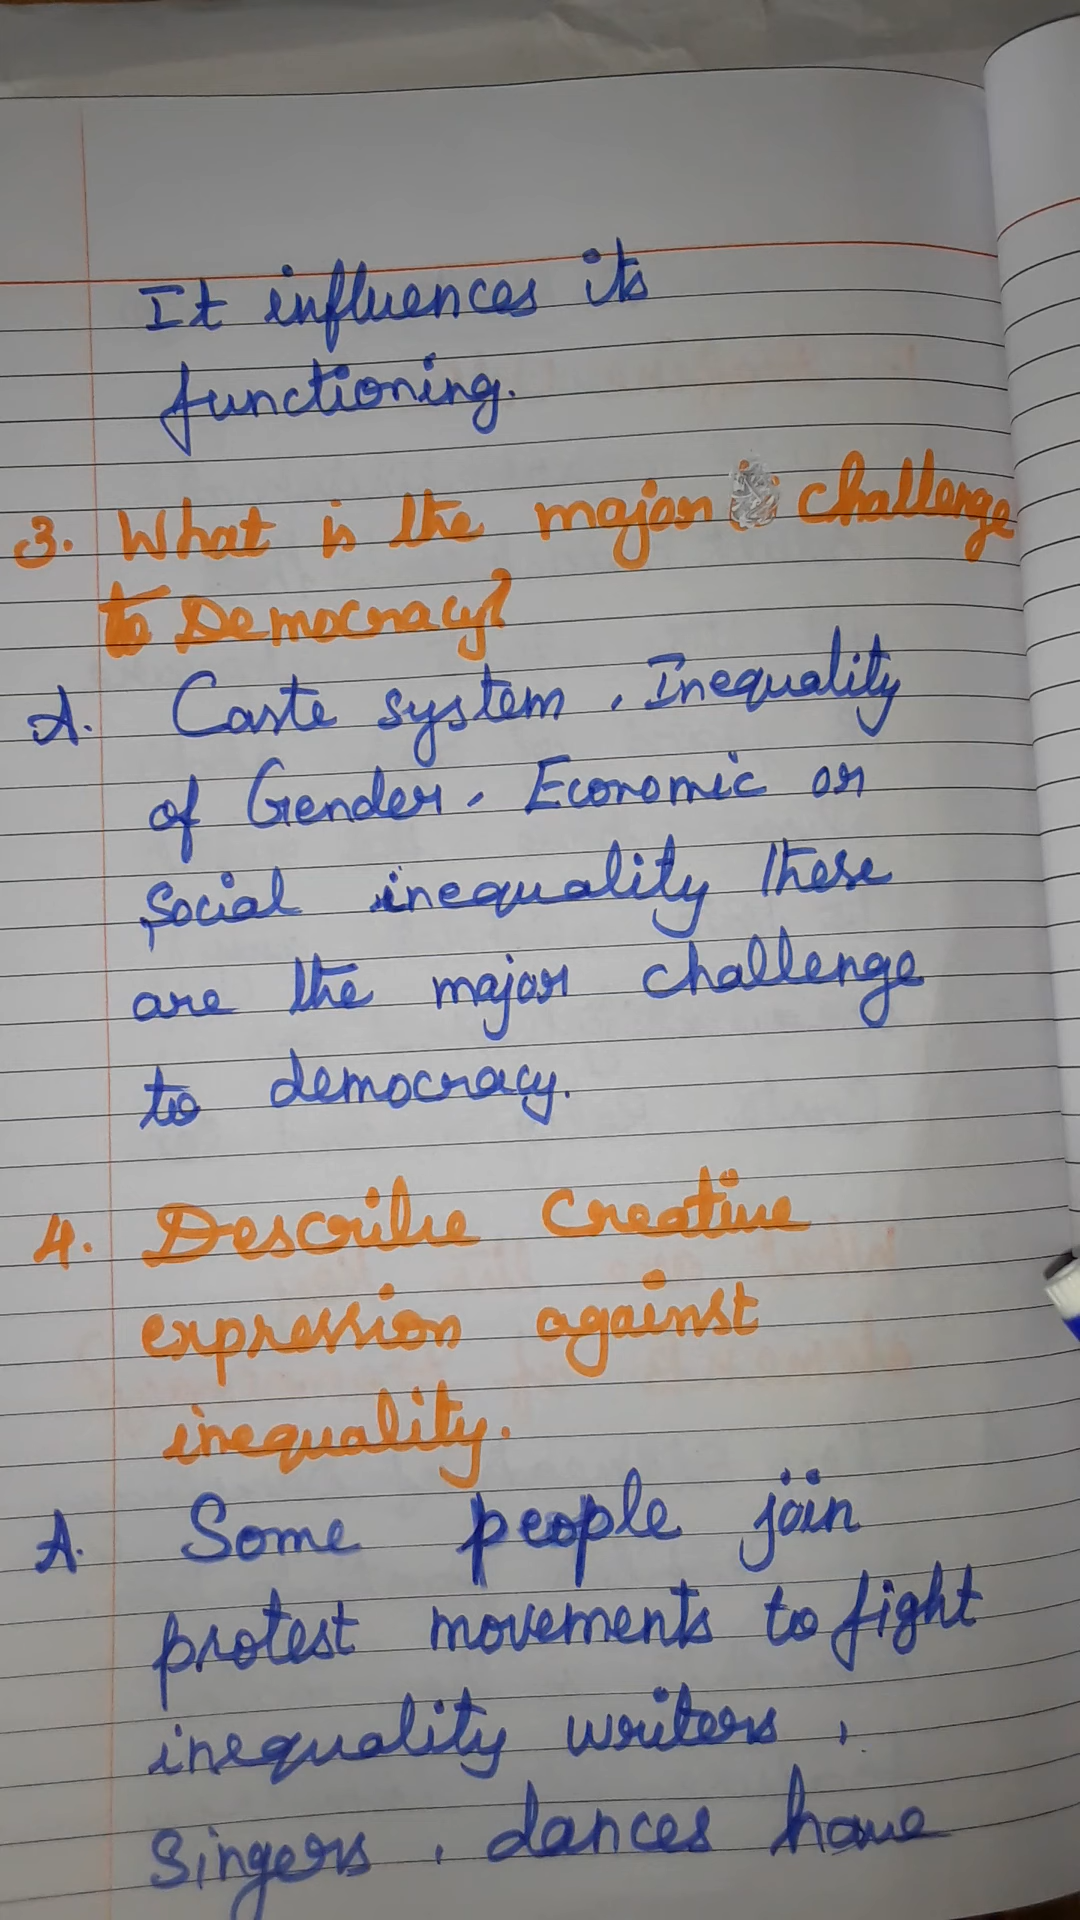 It influences its
functioning.
3. What is the major challenge
to Democracy?
A. Caste system, Inequality
of Gender, Economic or
Social inequality these
are the major challenge
to democracy.
4. Describe Creative
expression against
inequality.
A. Some people join
protest movements to fight
inequality writers,
Singers, dances have